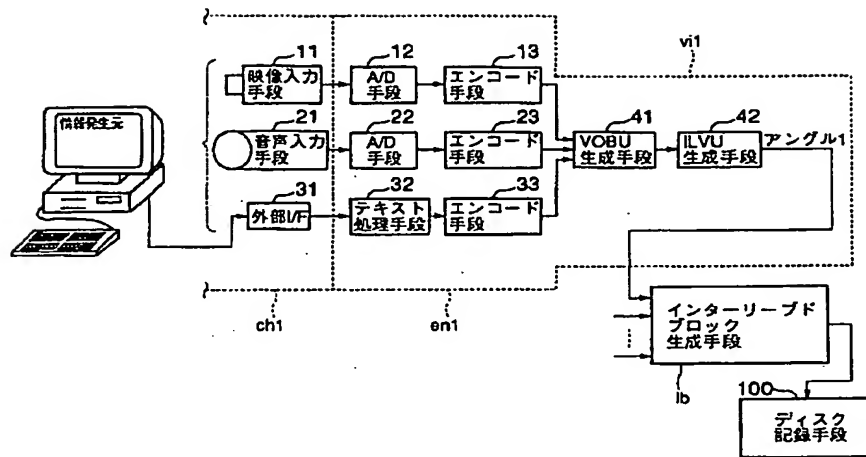 11
12
13
vi1
映像入力
手段
A/D
手段
エンコード
手段
情報発生元
21
22
23
41
42
音声入力
手段
A/D
手段
エンコード
手段
VOBU
生成手段
ILVU
生成手段
アングル1
31
32
33
外部I/F
テキスト
処理手段
エンコード
手段
ch1
en1
インターリーブド
ブロック
生成手段
Ib
100
ディスク
記録手段